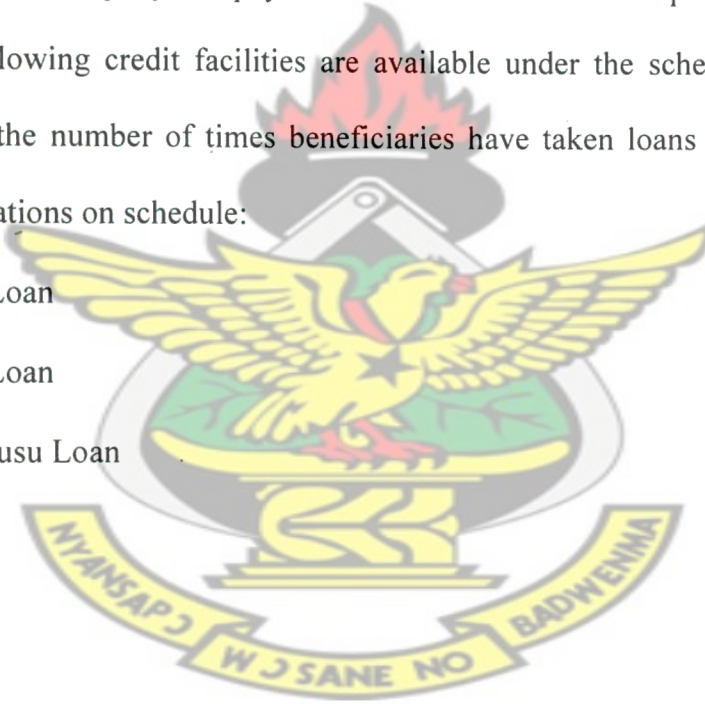 lowing credit facilities are available under the sche
the number of times beneficiaries have taken loans
ations on schedule:
Loan
Loan
usu Loan
NYANSAPƆ WƆSANE NO BADWENMA